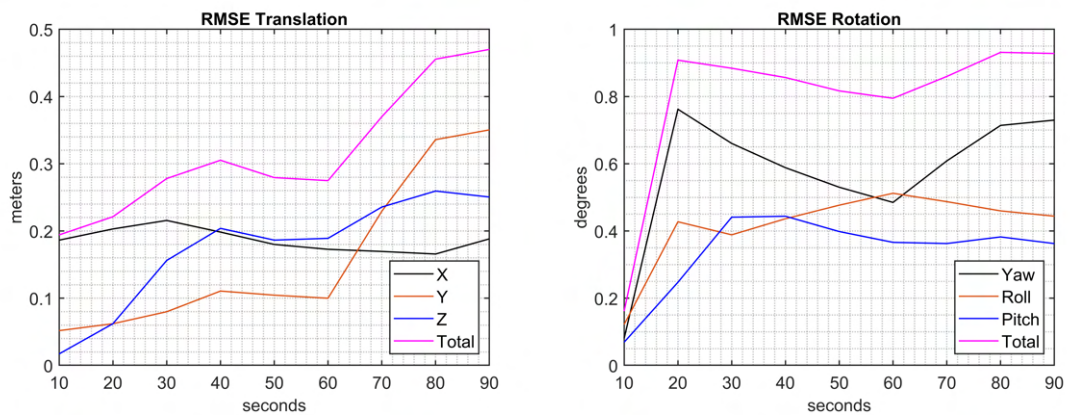 RMSE Translation
0.5
0.4
0.3
0.2
0.1
0
meters
X
Y
Z
Total
10 20 30 40 50 60 70 80 90
seconds
RMSE Rotation
1
0.8
0.6
0.4
0.2
0
degrees
Yaw
Roll
Pitch
Total
10 20 30 40 50 60 70 80 90
seconds